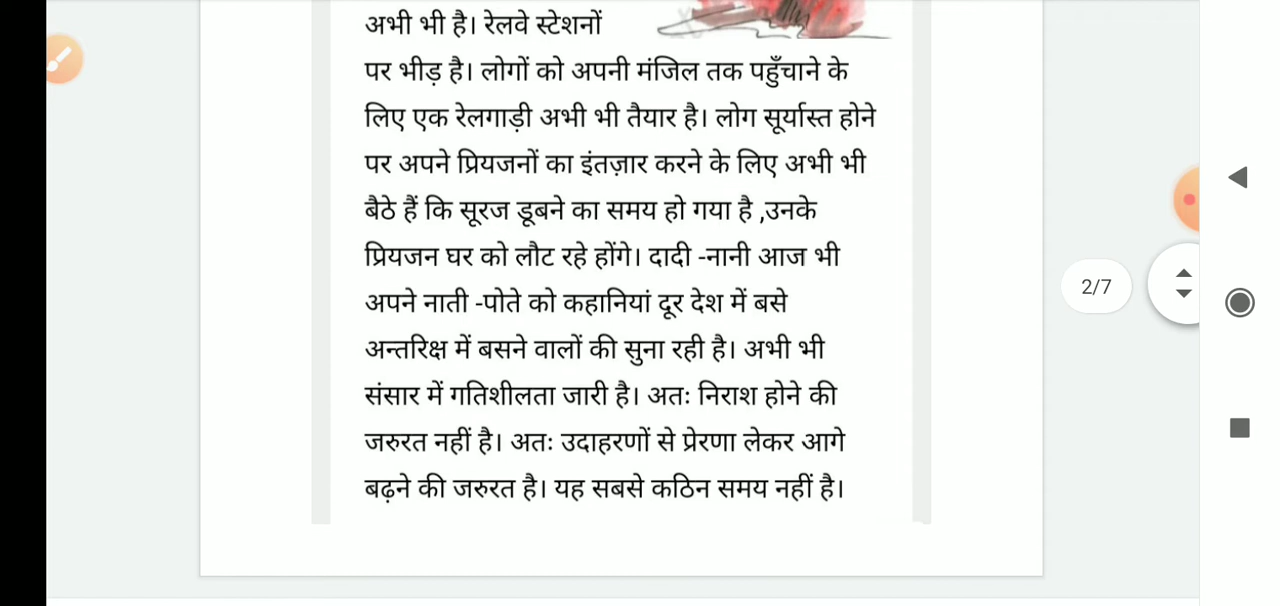 अभी भी है। रेलवे स्टेशनों
पर भीड़ है। लोगों को अपनी मंजिल तक पहुँचाने के
लिए एक रेलगाड़ी अभी भी तैयार है। लोग सूर्यास्त होने
पर अपने प्रियजनों का इंतज़ार करने के लिए अभी भी
बैठे हैं कि सूरज डूबने का समय हो गया है ,उनके
प्रियजन घर को लौट रहे होंगे। दादी -नानी आज भी
अपने नाती -पोते को कहानियां दूर देश में बसे
अन्तरिक्ष में बसने वालों की सुना रही है। अभी भी
संसार में गतिशीलता जारी है। अतः निराश होने की
जरुरत नहीं है। अतः उदाहरणों से प्रेरणा लेकर आगे
बढ़ने की जरुरत है। यह सबसे कठिन समय नहीं है।
2/7